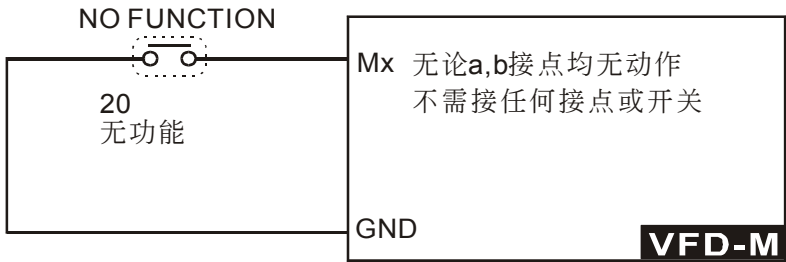 NO FUNCTION
Mx 无论a,b接点均无动作
不需接任何接点或开关
20
无功能
GND
VFD-M